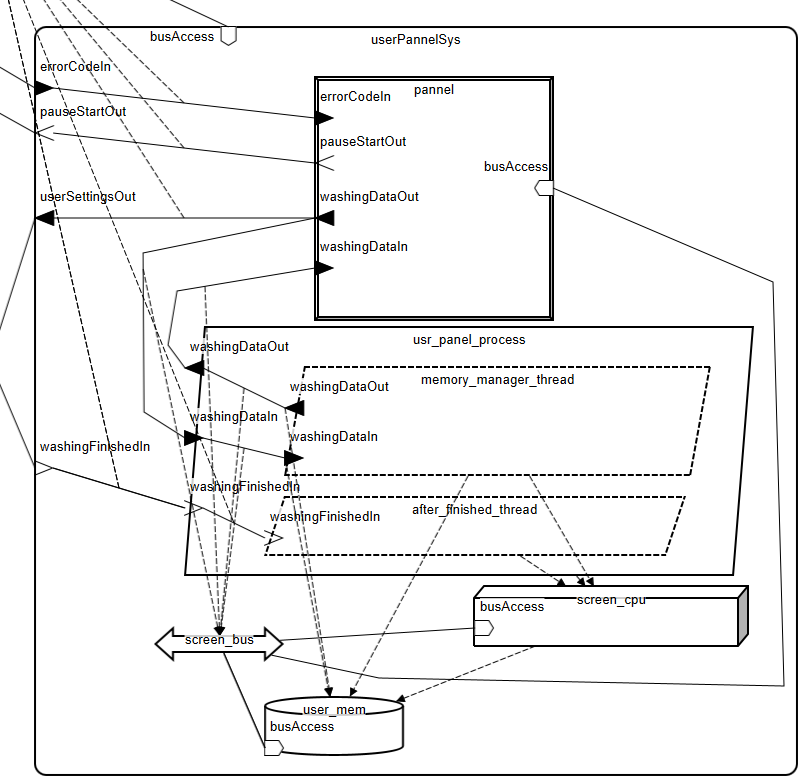 busAccess
userPannelSys
errorCodeIn
pannel
errorCodeIn
pauseStartOut
pauseStartOut
busAccess
userSettingsOut
washingDataOut
washingDataIn
usr_panel_process
washingDataOut
memory_manager_thread
washingDataOut
washingDataIn
washingDataIn
washingFinishedIn
washingFinishedIn
after_finished_thread
washingFinishedIn
screen_cpu
busAccess
screen_bus
user_mem
busAccess